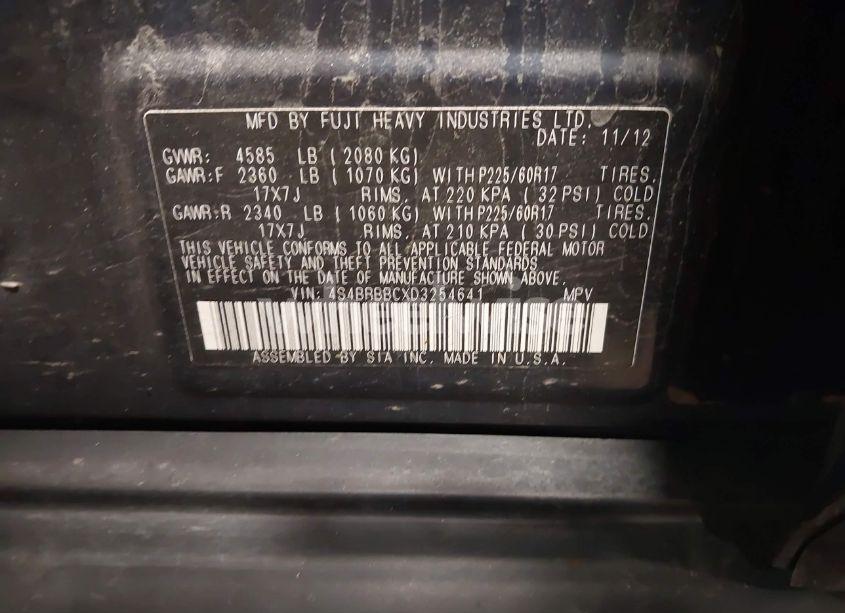 MFD BY FUJI HEAVY INDUSTRIES LTD.
DATE: 11/12
GVWR: 4585 LB ( 2080 KG)
GAWR:F 2360 LB ( 1070 KG) WITH P225/60R17 TIRES,
17X7J RIMS, AT 220 KPA ( 32 PSI) COLD
GAWR:R 2340 LB ( 1060 KG) WITH P225/60R17 TIRES,
17X7J RIMS, AT 210 KPA ( 30 PSI) COLD
THIS VEHICLE CONFORMS TO ALL APPLICABLE FEDERAL MOTOR
VEHICLE SAFETY AND THEFT PREVENTION STANDARDS
IN EFFECT ON THE DATE OF MANUFACTURE SHOWN ABOVE.
VIN: 4S4BRBBCXD3254641 MPV
ASSEMBLED BY SIA INC. MADE IN U.S.A.